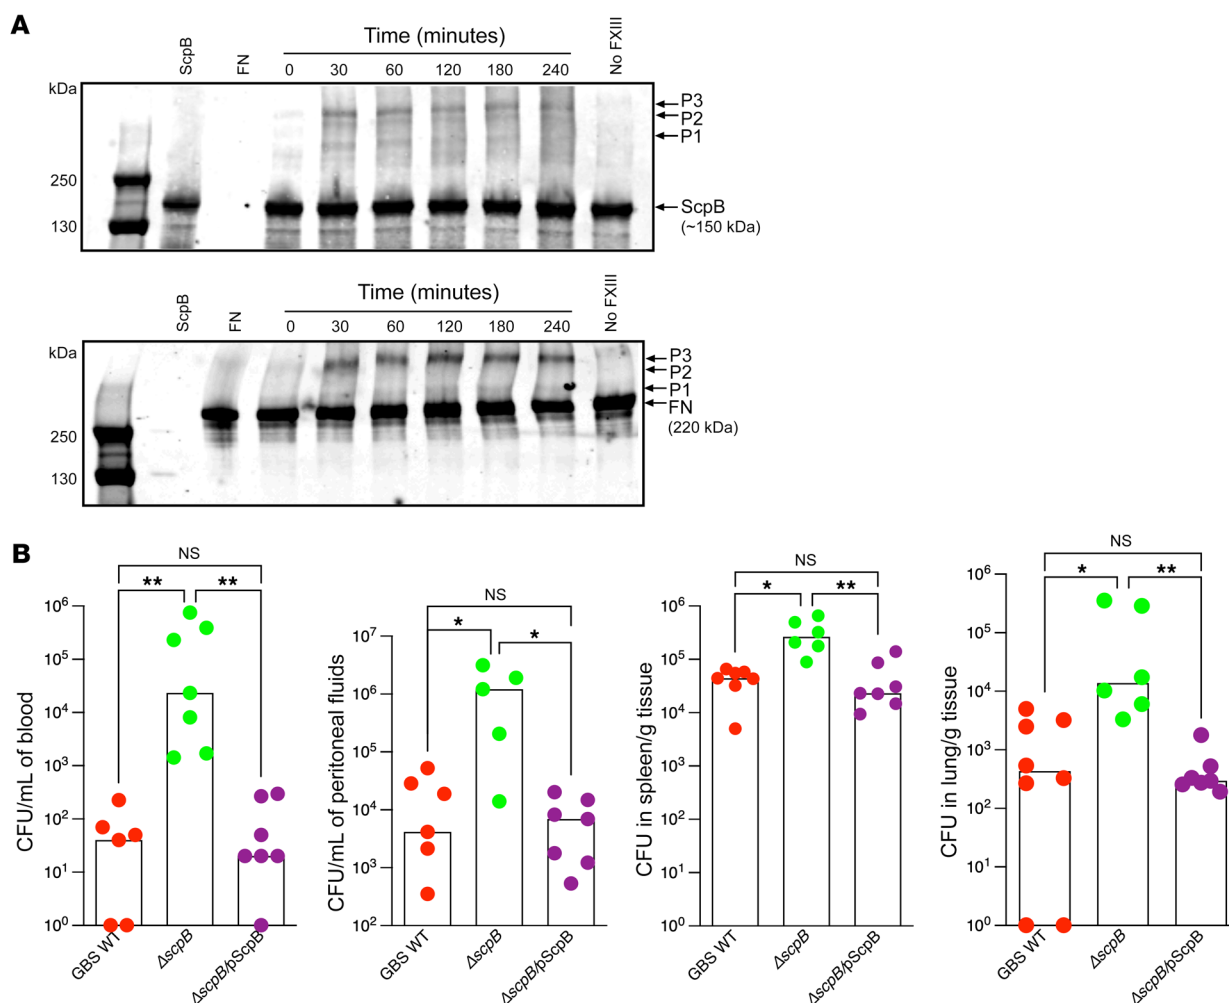 A
Time (minutes)
ScpB FN 0 30 60 120 180 240 No FXIII
kDa
P3
P2
P1
250
ScpB
(~150 kDa)
130
Time (minutes)
ScpB FN 0 30 60 120 180 240 No FXIII
kDa
P3
P2
P1
FN
(220 kDa)
250
130
B
NS
** **
CFU/mL of blood
10⁶
10⁵
10⁴
10³
10²
10¹
10⁰
GBS WT ΔscpB ΔscpB/pScpB
NS
* *
CFU/mL of peritoneal fluids
10⁷
10⁶
10⁵
10⁴
10³
10²
GBS WT ΔscpB ΔscpB/pScpB
NS
* **
CFU in spleen/g tissue
10⁶
10⁵
10⁴
10³
10²
10¹
10⁰
GBS WT ΔscpB ΔscpB/pScpB
NS
* **
CFU in lung/g tissue
10⁶
10⁵
10⁴
10³
10²
10¹
10⁰
GBS WT ΔscpB ΔscpB/pScpB